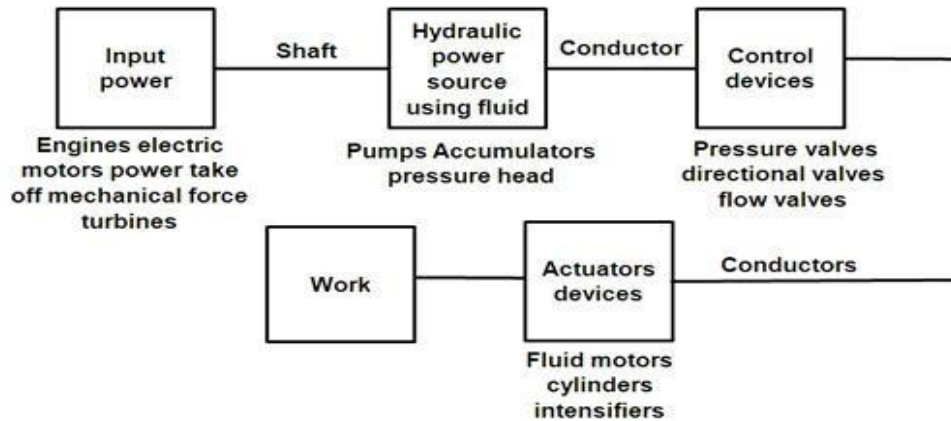 Input
power
Shaft
Hydraulic
power
source
using fluid
Conductor
Control
devices
Engines electric
motors power take
off mechanical force
turbines
Pumps Accumulators
pressure head
Pressure valves
directional valves
flow valves
Work
Actuators
devices
Conductors
Fluid motors
cylinders
intensifiers